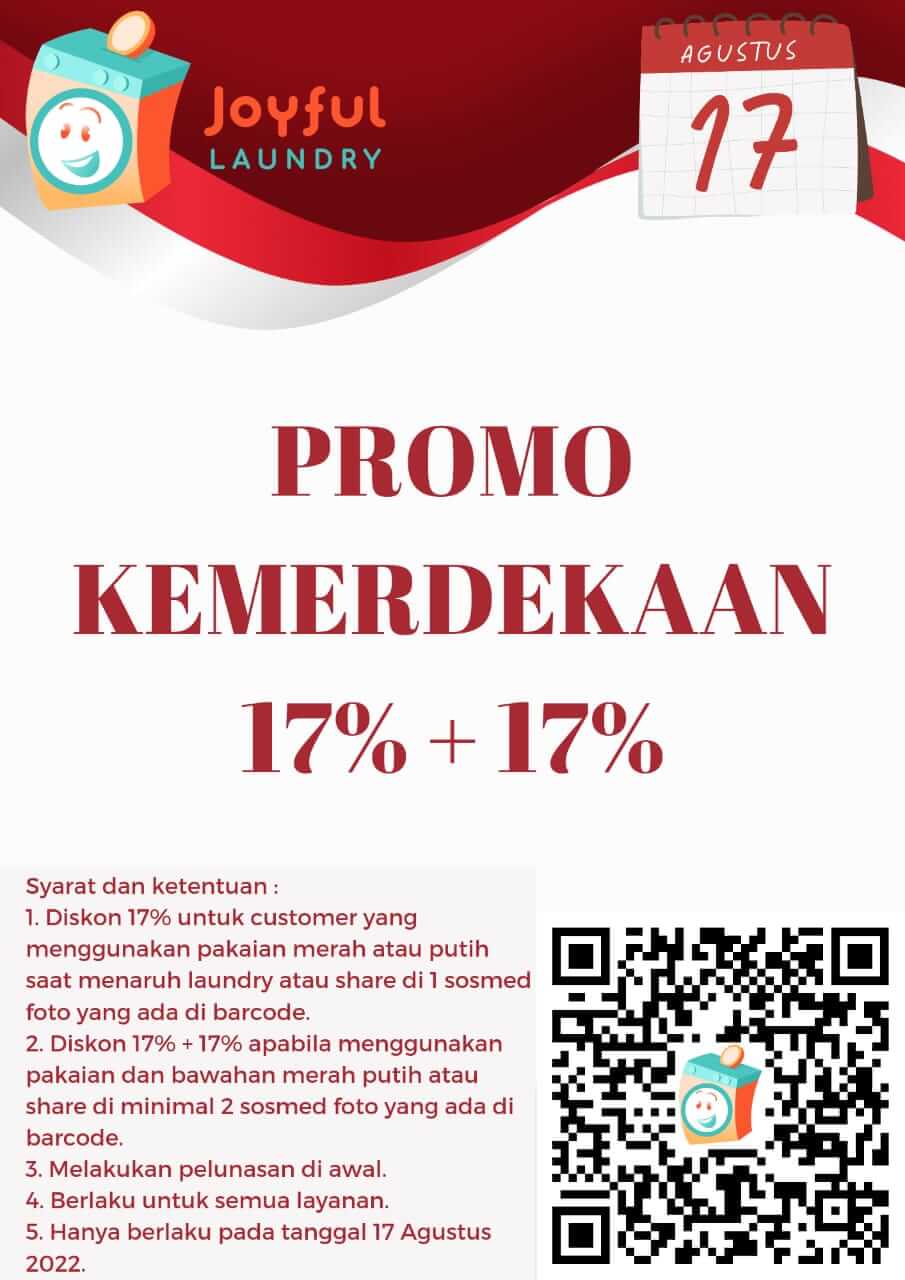 Joyful
LAUNDRY
AGUSTUS
17
PROMO
KEMERDEKAAN
17% + 17%
Syarat dan ketentuan :
1. Diskon 17% untuk customer yang
menggunakan pakaian merah atau putih
saat menaruh laundry atau share di 1 sosmed
foto yang ada di barcode.
2. Diskon 17% + 17% apabila menggunakan
pakaian dan bawahan merah putih atau
share di minimal 2 sosmed foto yang ada di
barcode.
3. Melakukan pelunasan di awal.
4. Berlaku untuk semua layanan.
5. Hanya berlaku pada tanggal 17 Agustus
2022.